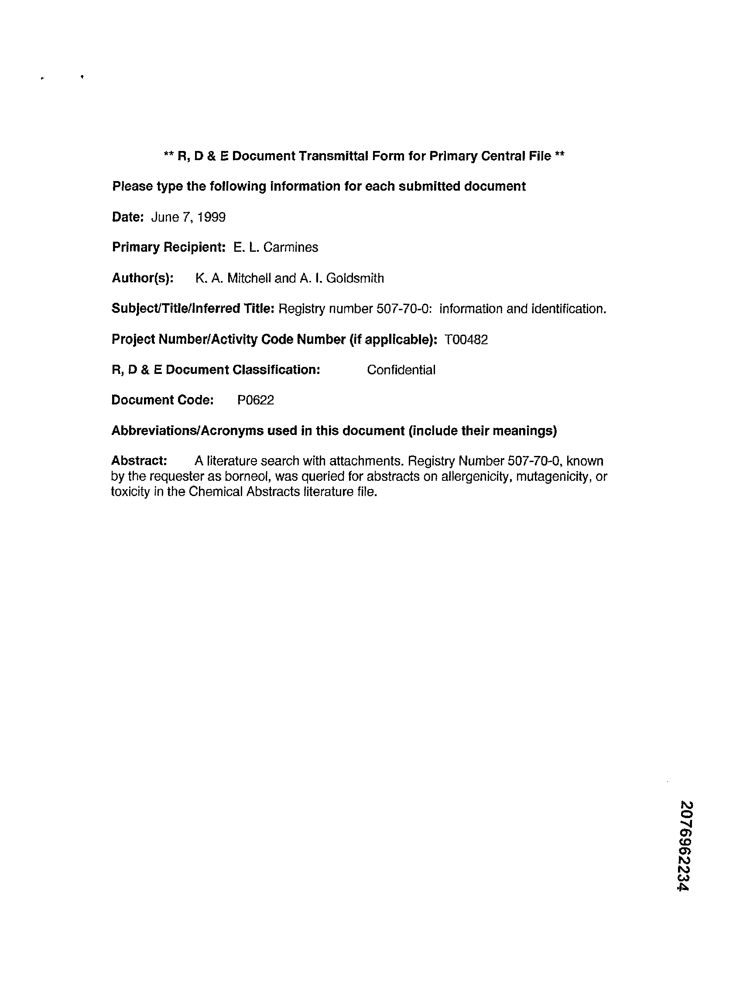 ** R, D & E Document Transmittal Form for Primary Central File **
Please type the following information for each submitted document
Date: June 7, 1999
Primary Recipient: E. L. Carmines
Author(s): K. A. Mitchell and A. I. Goldsmith
Subject/Title/Inferred Title: Registry number 507-70-0: information and identification.
Project Number/Activity Code Number (if applicable): T00482
R, D & E Document Classification: Confidential
Document Code: P0622
Abbreviations/Acronyms used in this document (include their meanings)
Abstract: A literature search with attachments. Registry Number 507-70-0, known
by the requester as borneol, was queried for abstracts on allergenicity, mutagenicity, or
toxicity in the Chemical Abstracts literature file.
2076962234